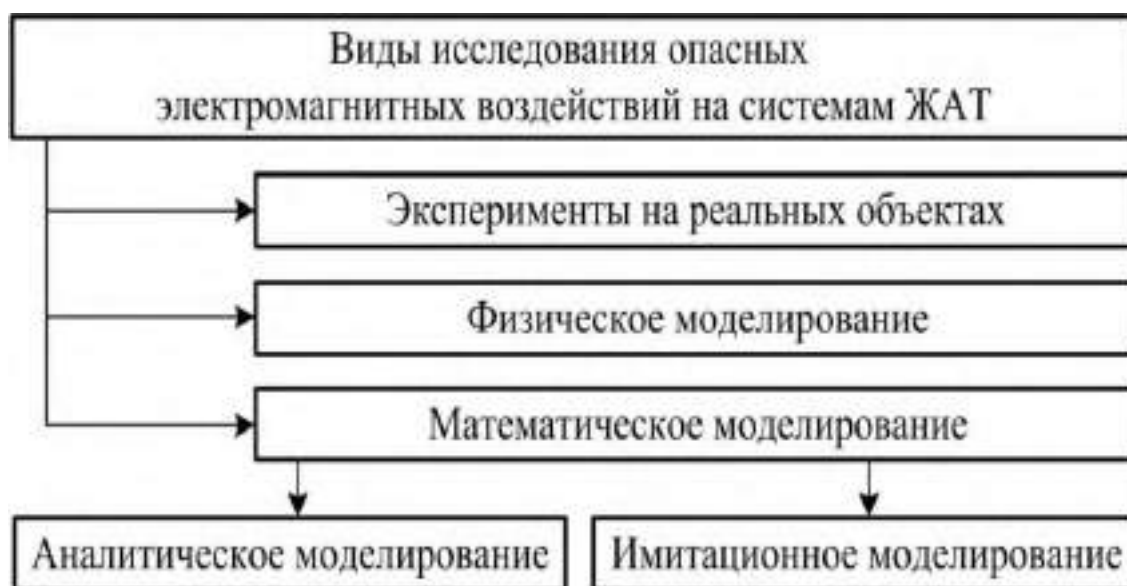 Виды исследования опасных
электромагнитных воздействий на системам ЖАТ
Эксперименты на реальных объектах
Физическое моделирование
Математическое моделирование
Аналитическое моделирование
Имитационное моделирование